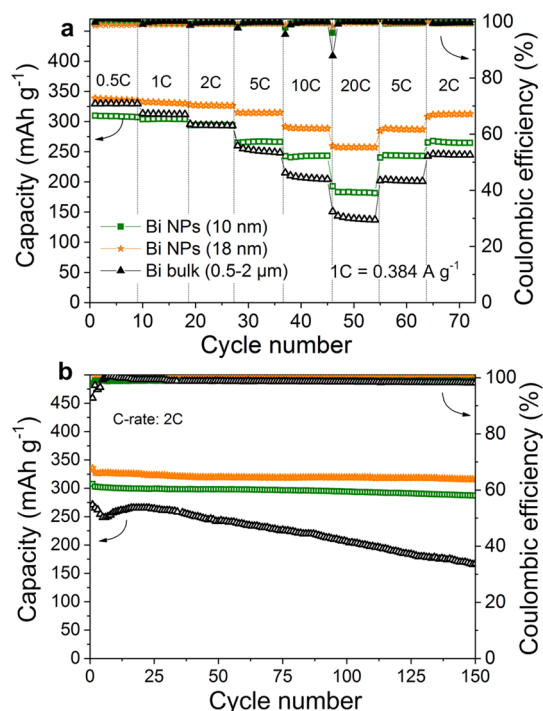 a
0.5C 1C 2C 5C 10C 20C 5C 2C
Bi NPs (10 nm)
Bi NPs (18 nm)
Bi bulk (0.5-2 µm)
1C = 0.384 A g⁻¹
Capacity (mAh g⁻¹)
450
400
350
300
250
200
150
100
50
0
Coulombic efficiency (%)
100
80
60
40
20
0
0 10 20 30 40 50 60 70
Cycle number
b
C-rate: 2C
Capacity (mAh g⁻¹)
450
400
350
300
250
200
150
100
50
0
Coulombic efficiency (%)
100
80
60
40
20
0
0 25 50 75 100 125 150
Cycle number